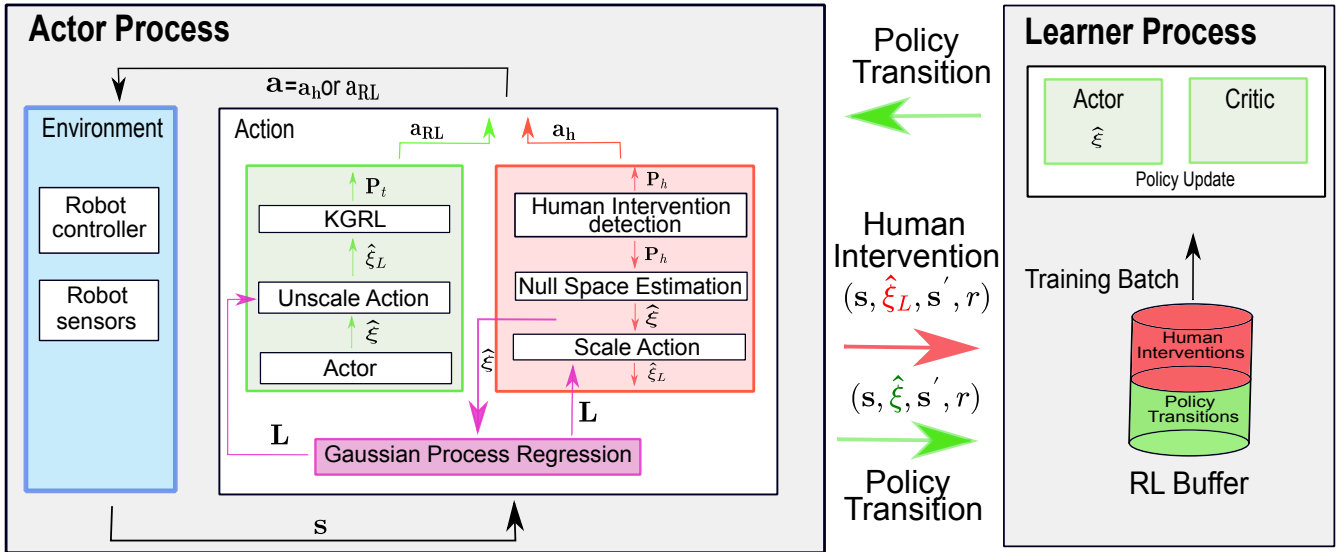 Actor Process
a=a_h or a_RL
Environment
Robot
controller
Robot
sensors
s
Action
a_RL
P_t
KGRL
ξ̂_L
Unscale Action
ξ̂
Actor
a_h
P_h
Human Intervention
detection
P_h
Null Space Estimation
ξ̂
Scale Action
ξ̂_L
ξ̂
L
L
Gaussian Process Regression
Policy
Transition
Human
Intervention
(s, ξ̂_L, s′, r)
(s, ξ̂, s′, r)
Policy
Transition
Learner Process
Actor
ξ̂
Critic
Policy Update
Training Batch
Human
Interventions
Policy
Transitions
RL Buffer